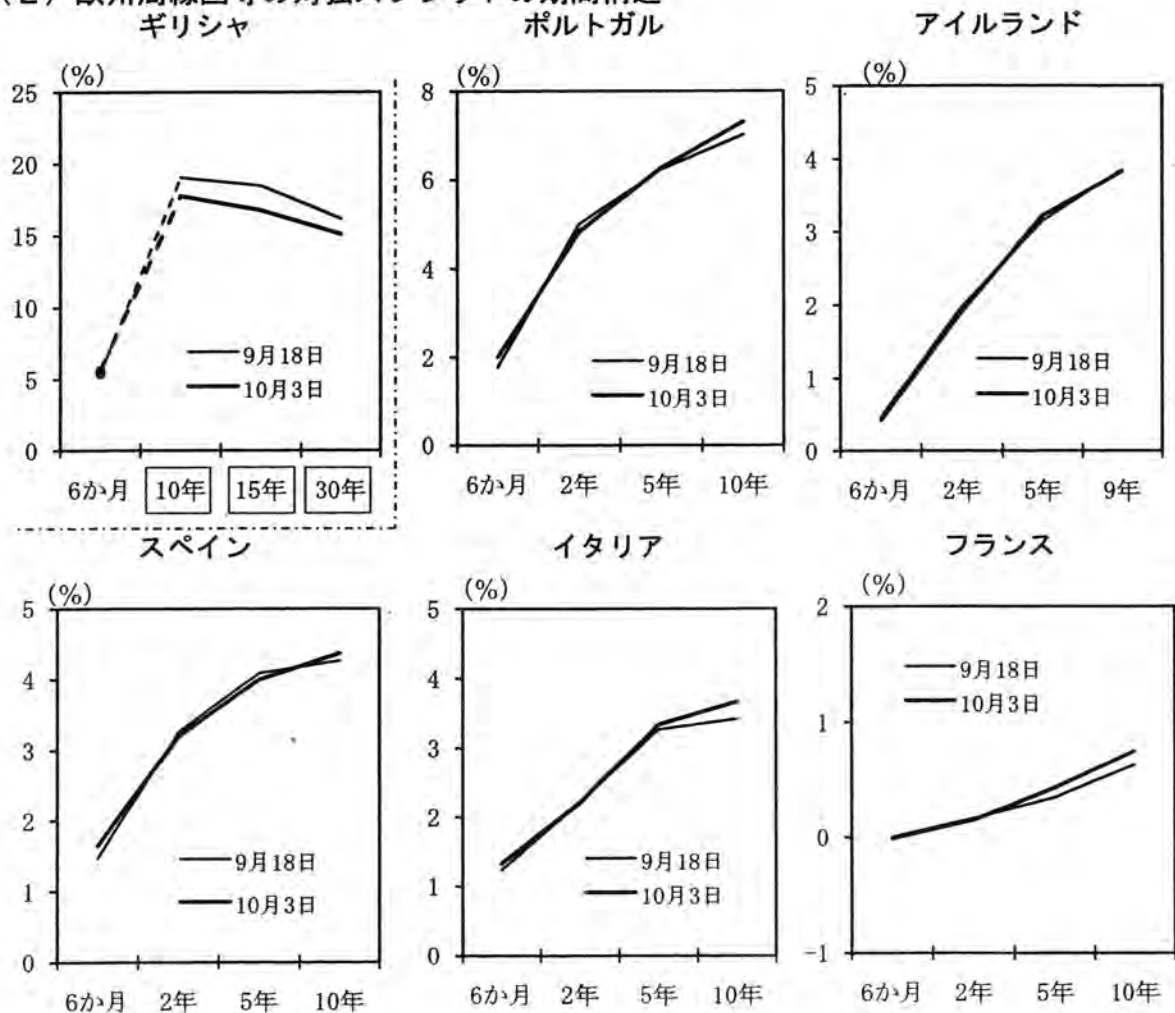 ギリシャ
ポルトガル
アイルランド
(%)
25
20
15
10
5
0
9月18日
10月3日
6か月 10年 15年 30年
(%)
8
6
4
2
0
9月18日
10月3日
6か月 2年 5年 10年
(%)
5
4
3
2
1
0
9月18日
10月3日
6か月 2年 5年 9年
スペイン
イタリア
フランス
(%)
5
4
3
2
1
0
9月18日
10月3日
6か月 2年 5年 10年
(%)
5
4
3
2
1
0
9月18日
10月3日
6か月 2年 5年 10年
(%)
2
1
0
-1
9月18日
10月3日
6か月 2年 5年 10年